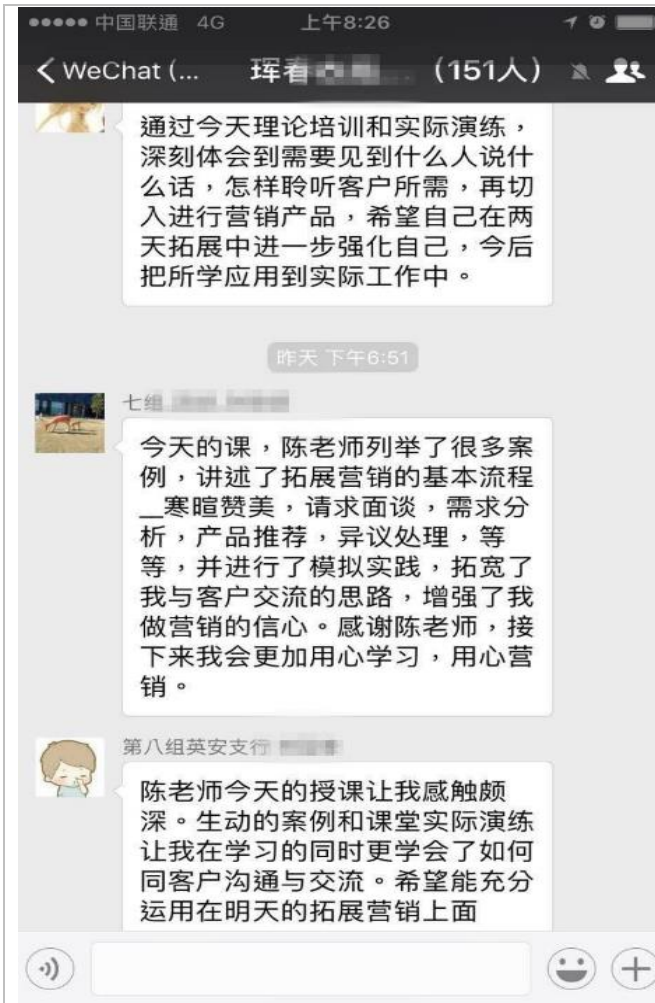 中国联通 4G 上午8:26
WeChat (... 珲春 ... (151人)
通过今天理论培训和实际演练，
深刻体会到需要见到什么人说什
么话，怎样聆听客户所需，再切
入进行营销产品，希望自己在两
天拓展中进一步强化自己，今后
把所学应用到实际工作中。
昨天 下午6:51
七组
今天的课，陈老师列举了很多案
例，讲述了拓展营销的基本流程
__寒暄赞美，请求面谈，需求分
析，产品推荐，异议处理，等
等，并进行了模拟实践，拓宽了
我与客户交流的思路，增强了我
做营销的信心。感谢陈老师，接
下来我会更加用心学习，用心营
销。
第八组英安支行
陈老师今天的授课让我感触颇
深。生动的案例和课堂实际演练
让我在学习的同时更学会了如何
同客户沟通与交流。希望能充分
运用在明天的拓展营销上面